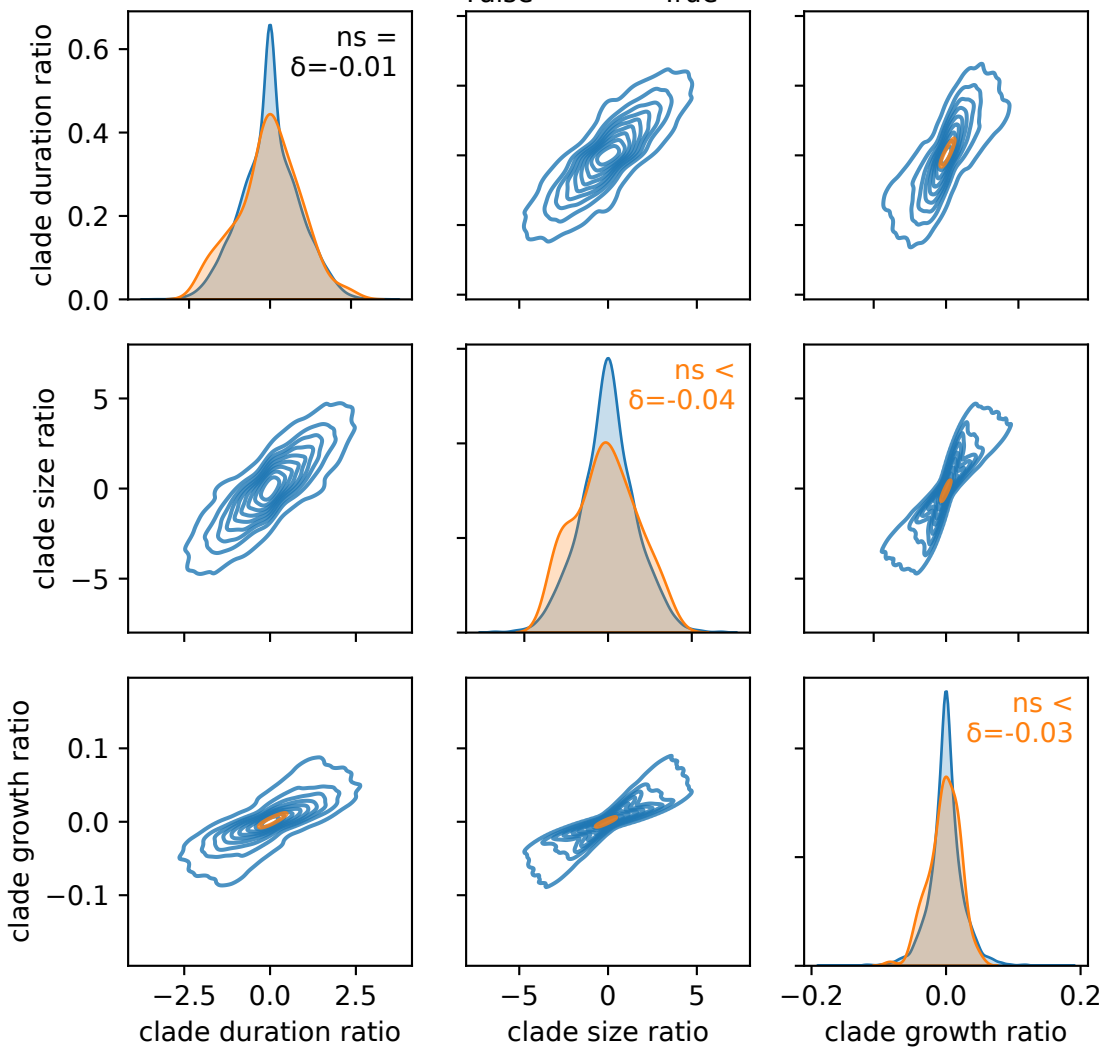 False True
clade duration ratio
0.6
0.4
0.2
0.0
ns =
δ=-0.01
clade size ratio
5
0
−5
ns <
δ=-0.04
clade growth ratio
0.1
0.0
−0.1
ns <
δ=-0.03
−2.5 0.0 2.5
−5 0 5
−0.2 0.0 0.2
clade duration ratio
clade size ratio
clade growth ratio